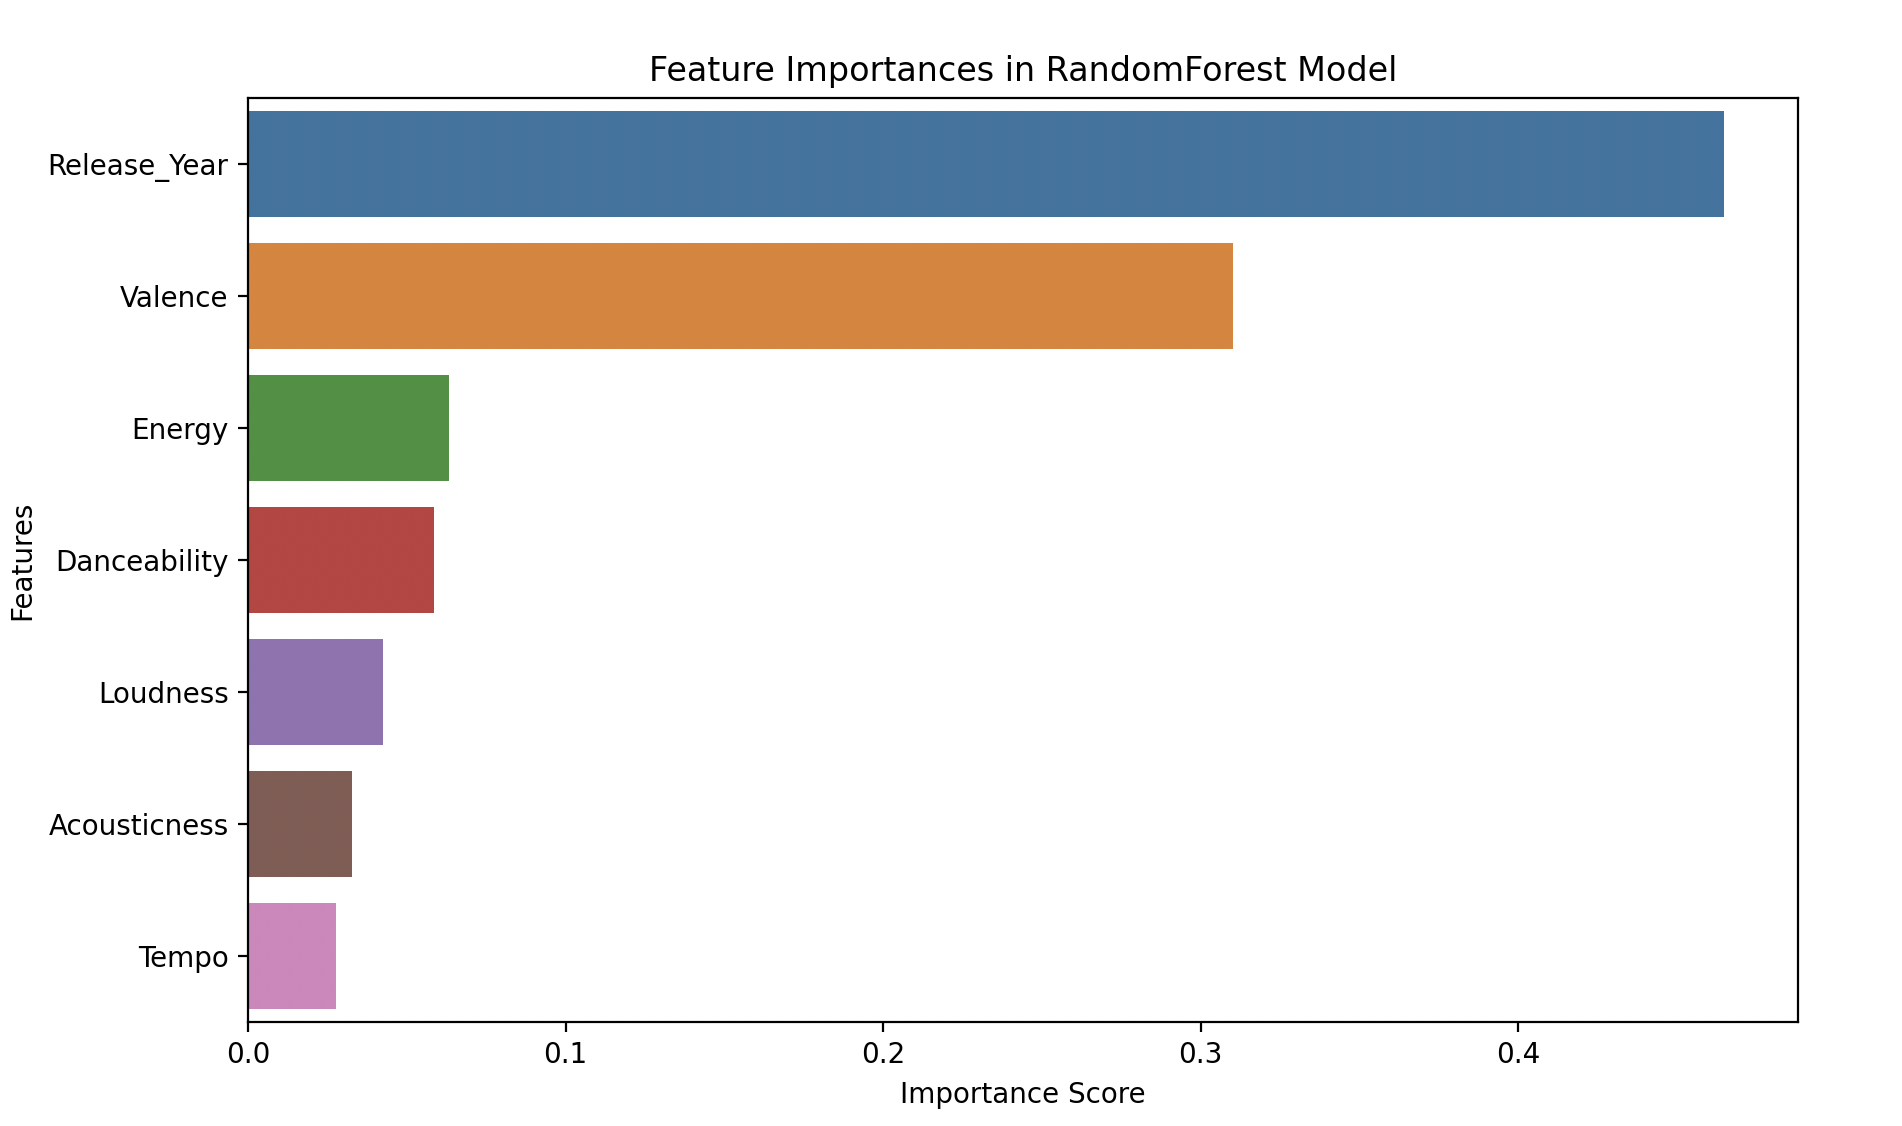 Feature Importances in RandomForest Model
Release_Year
Valence
Energy
Danceability
Loudness
Acousticness
Tempo
Features
0.0 0.1 0.2 0.3 0.4
Importance Score